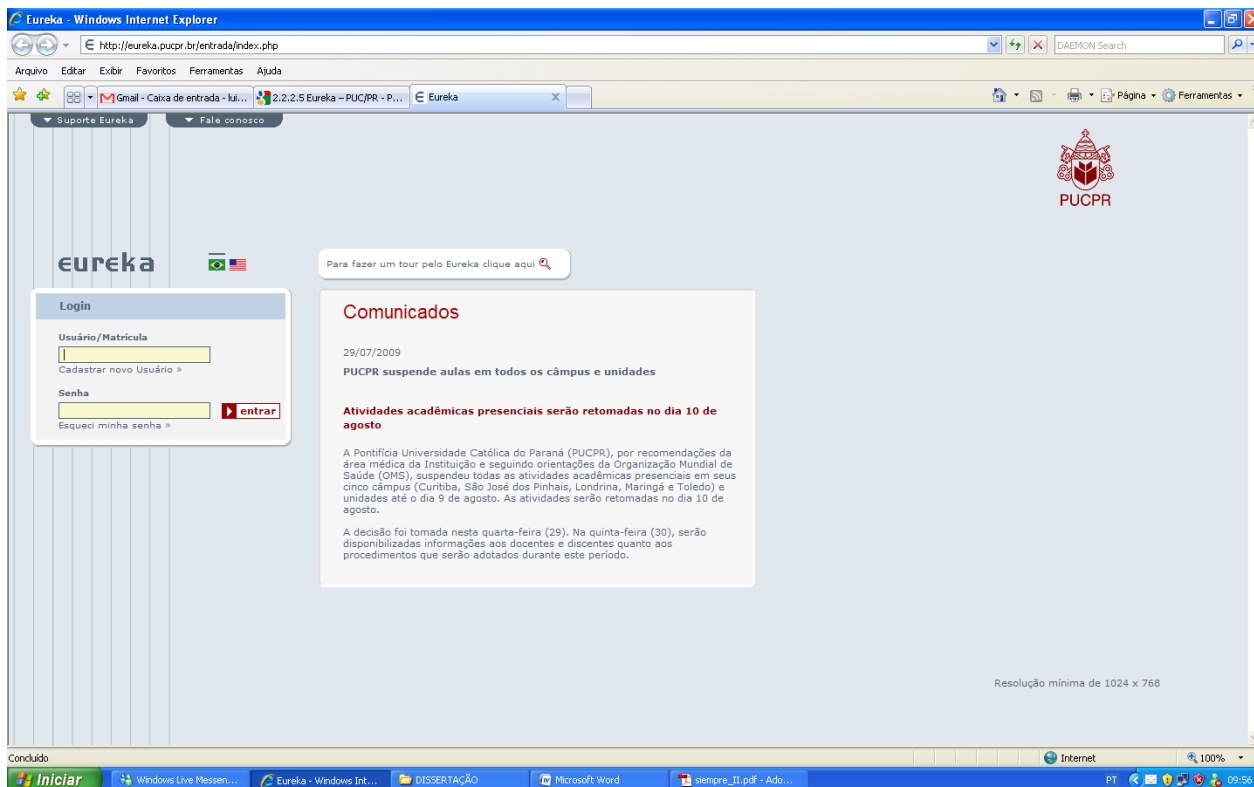 Eureka - Windows Internet Explorer
http://eureka.pucpr.br/entrada/index.php
DAEMON Search
Arquivo Editar Exibir Favoritos Ferramentas Ajuda
Gmail - Caixa de entrada - lui...
2.2.2.5 Eureka – PUC/PR - P...
Eureka
Página
Ferramentas
Suporte Eureka
Fale conosco
PUCPR
eureka
Para fazer um tour pelo Eureka clique aqui
Login
Usuário/Matrícula
Cadastrar novo Usuário »
Senha
entrar
Esqueci minha senha »
Comunicados
29/07/2009
PUCPR suspende aulas em todos os câmpus e unidades
Atividades acadêmicas presenciais serão retomadas no dia 10 de
agosto
A Pontifícia Universidade Católica do Paraná (PUCPR), por recomendações da
área médica da Instituição e seguindo orientações da Organização Mundial de
Saúde (OMS), suspendeu todas as atividades acadêmicas presenciais em seus
cinco câmpus (Curitiba, São José dos Pinhais, Londrina, Maringá e Toledo) e
unidades até o dia 9 de agosto. As atividades serão retomadas no dia 10 de
agosto.
A decisão foi tomada nesta quarta-feira (29). Na quinta-feira (30), serão
disponibilizadas informações aos docentes e discentes quanto aos
procedimentos que serão adotados durante este período.
Resolução mínima de 1024 x 768
Concluído
Internet
100%
Iniciar
Windows Live Messen...
Eureka - Windows Int...
DISSERTAÇÃO
Microsoft Word
siempre_II.pdf - Ado...
PT
09:56